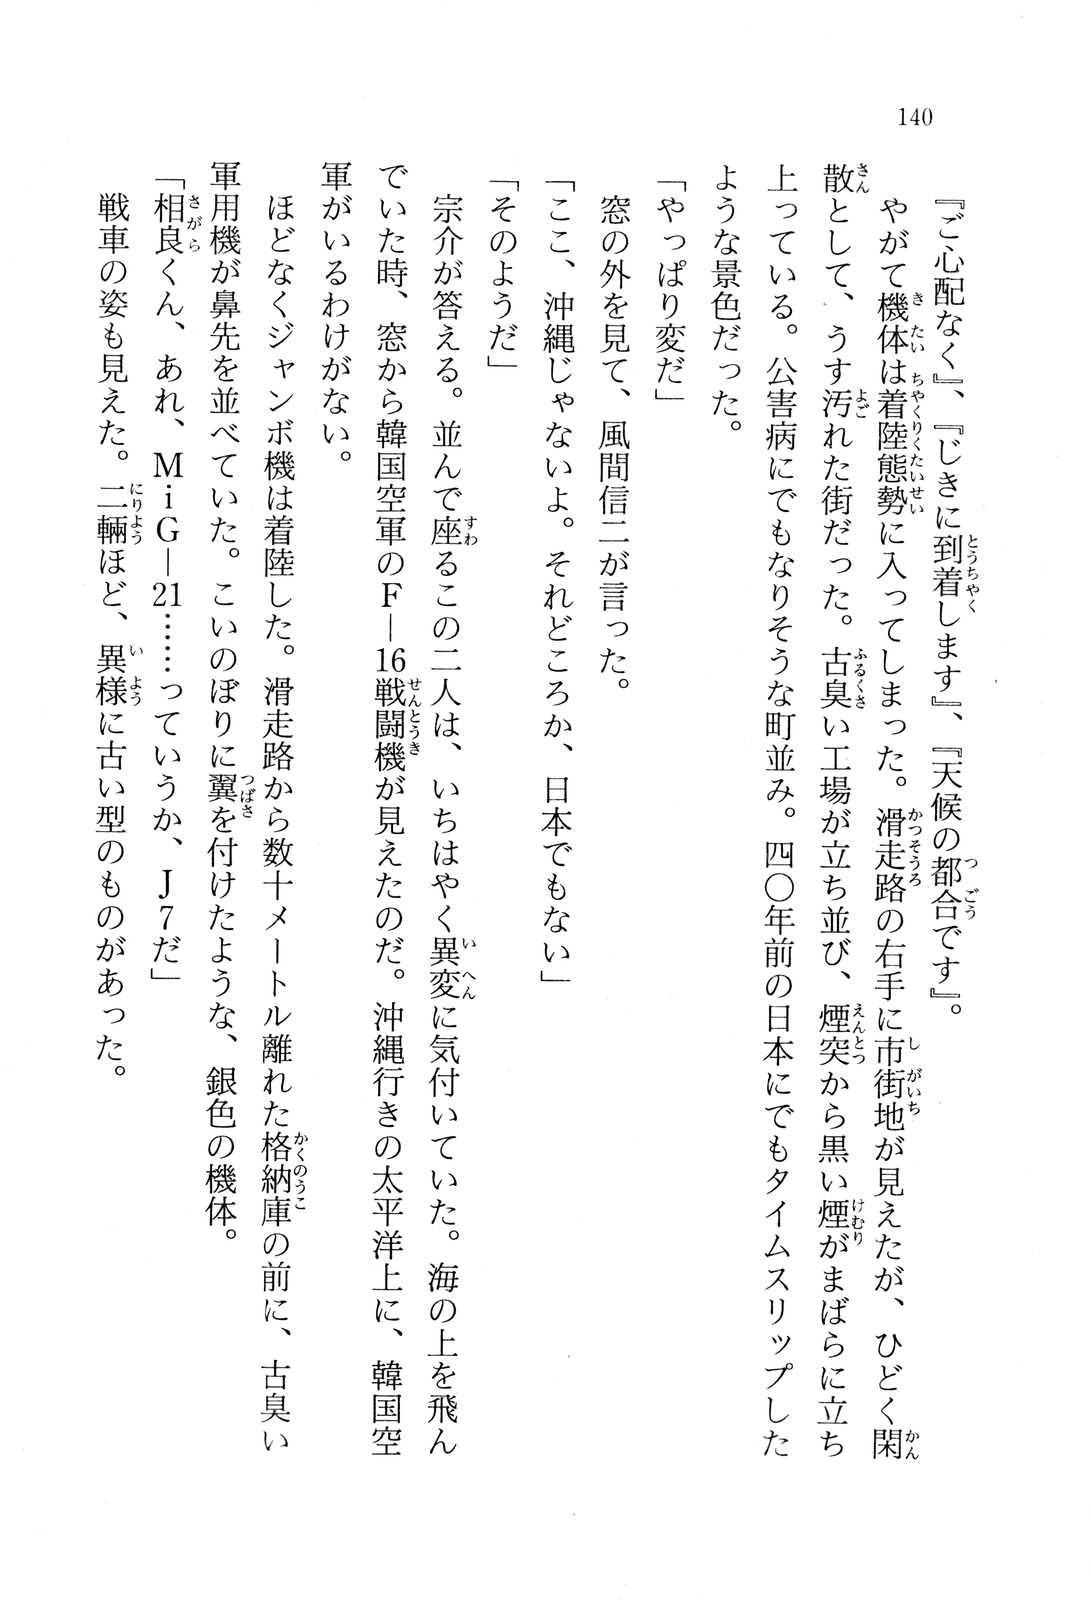 140
『ご心配なく』、『じきに到着します』、『天候の都合です』。
やがて機体は着陸態勢に入ってしまった。滑走路の右手に市街地が見えたが、ひどく閑
散として、うす汚れた街だった。古臭い工場が立ち並び、煙突から黒い煙がまばらに立ち
上っている。公害病にでもなりそうな町並み。四〇年前の日本にでもタイムスリップした
ような景色だった。
「やっぱり変だ」
窓の外を見て、風間信二が言った。
「ここ、沖縄じゃないよ。それどころか、日本でもない」
「そのようだ」
宗介が答える。並んで座るこの二人は、いちはやく異変に気付いていた。海の上を飛ん
でいた時、窓から韓国空軍のF―16戦闘機が見えたのだ。沖縄行きの太平洋上に、韓国空
軍がいるわけがない。
ほどなくジャンボ機は着陸した。滑走路から数十メートル離れた格納庫の前に、古臭い
軍用機が鼻先を並べていた。こいのぼりに翼を付けたような、銀色の機体。
「相良くん、あれ、MiG―21……っていうか、J7だ」
戦車の姿も見えた。二輛ほど、異様に古い型のものがあった。